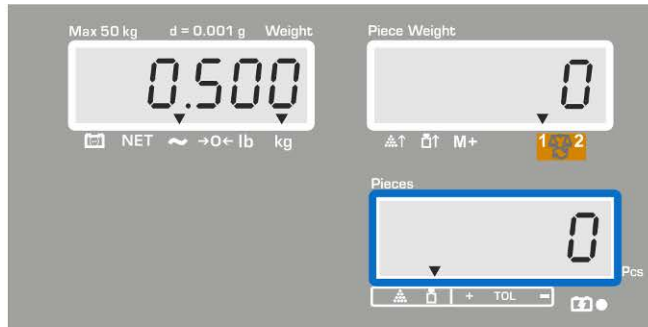 Max 50 kg d = 0.001 g Weight
0.500
NET →0← lb kg
Piece Weight
0
M+ 1 2
Pieces
0
Pcs
+ TOL -